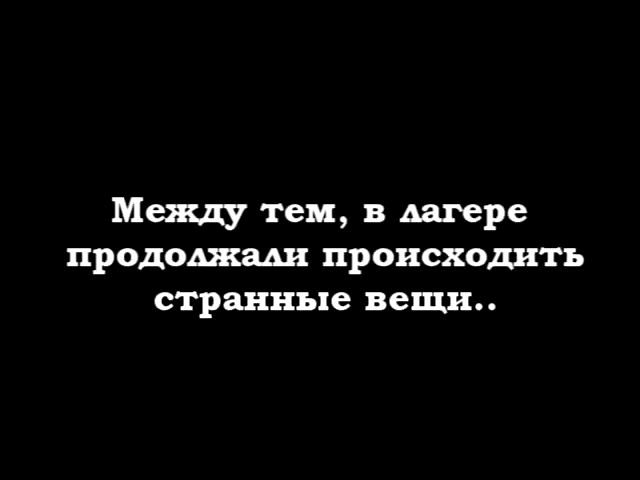 Между тем, в лагере
продолжали происходить
странные вещи..